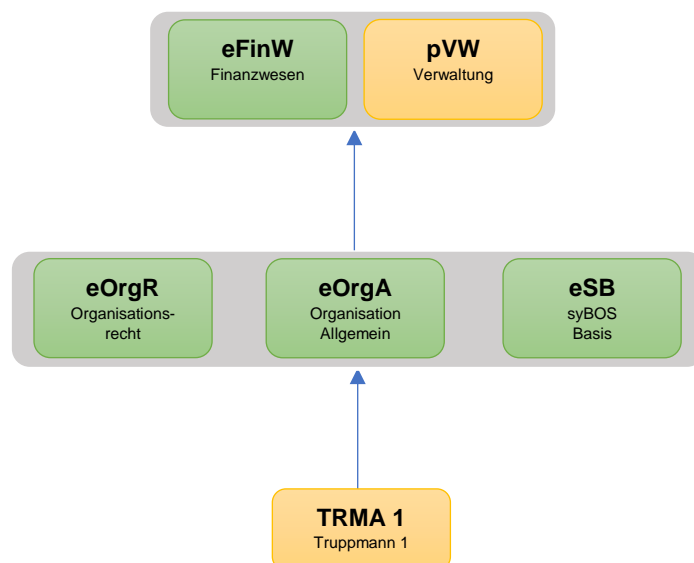 eFinW
Finanzwesen
pVW
Verwaltung
eOrgR
Organisations-
recht
eOrgA
Organisation
Allgemein
eSB
syBOS
Basis
TRMA 1
Truppmann 1